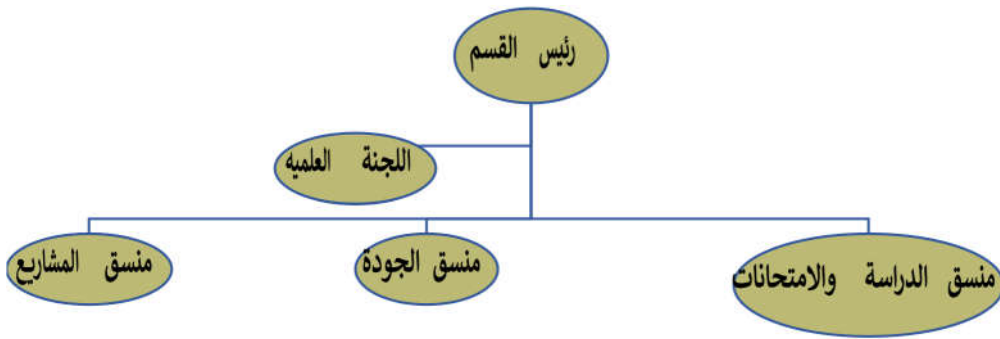 رئيس القسم
اللجنة العلميه
منسق الدراسة والامتحانات
منسق الجودة
منسق المشاريع